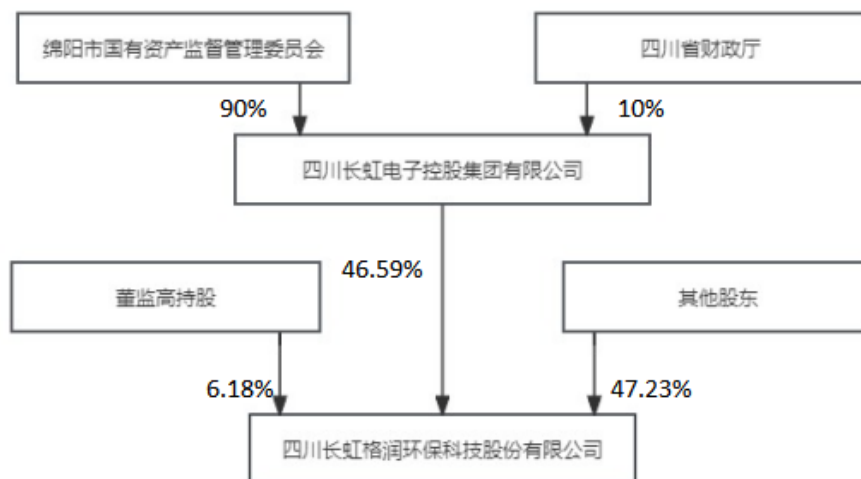 绵阳市国有资产监督管理委员会
四川省财政厅
90%
10%
四川长虹电子控股集团有限公司
46.59%
董监高持股
其他股东
6.18%
47.23%
四川长虹格润环保科技股份有限公司